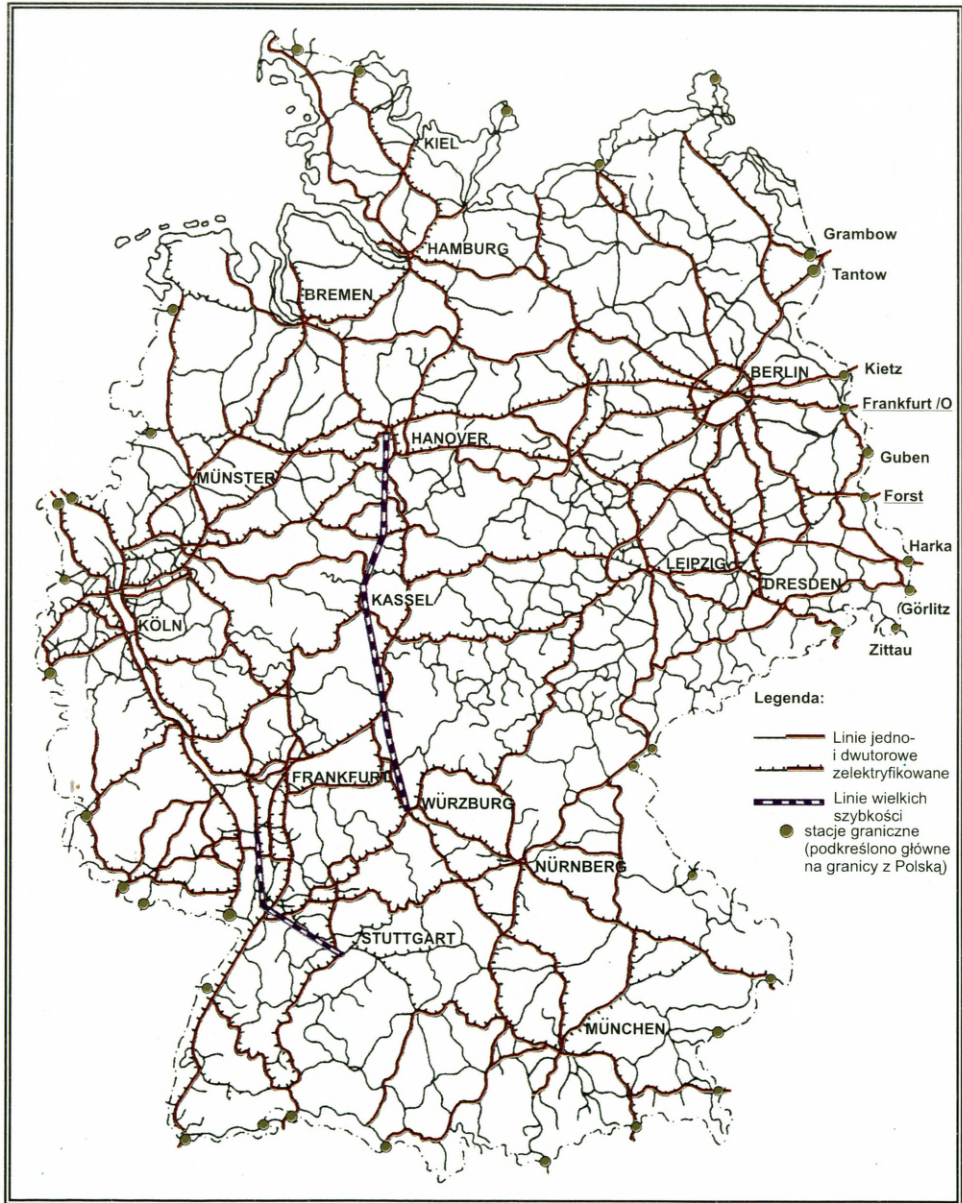 KIEL
HAMBURG
BREMEN
Grambow
Tantow
BERLIN
Kietz
Frankfurt /O
HANOVER
Guben
MÜNSTER
Forst
Harka
LEIPZIG
DRESDEN
KASSEL
Görlitz
KÖLN
Zittau
Legenda:
Linie jedno-
i dwutorowe
zelektryfikowane
FRANKFURT
WÜRZBURG
Linie wielkich
szybkości
stacje graniczne
(podkreślono główne
na granicy z Polską)
NÜRNBERG
STUTTGART
MÜNCHEN